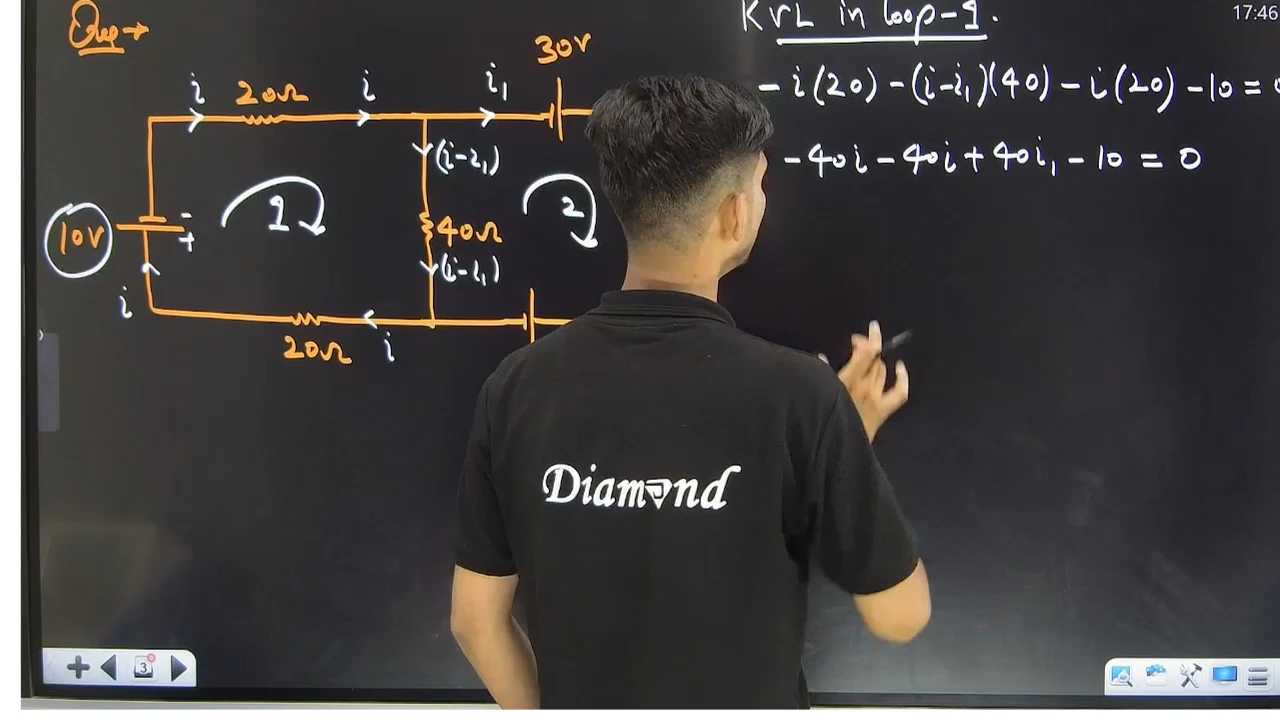 Que→
30V
i 20Ω i i₁
(i-i₁)
1
2
10V
-
+
40Ω
(i-i₁)
i
20Ω i
KVL in loop-1.
-i(20) -(i-i₁)(40) -i(20) -10 = 0
-40i -40i + 40i₁ -10 = 0
17:46
Diamond
3